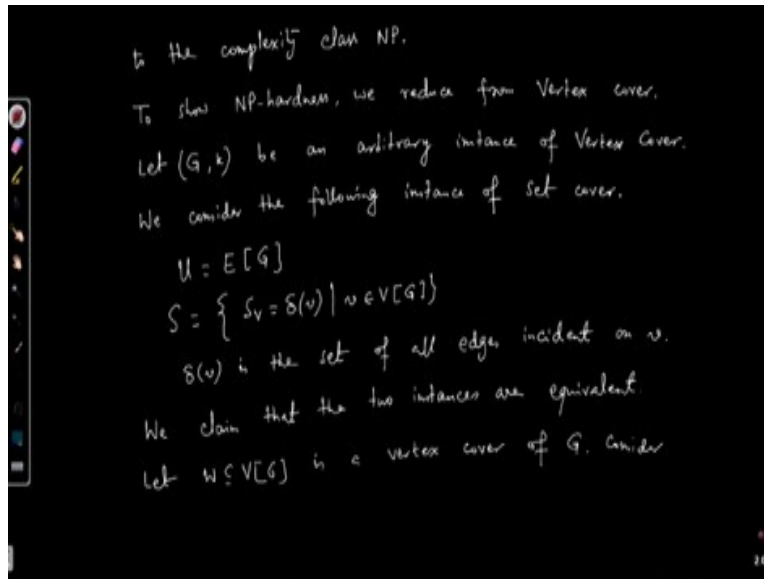 to the complexity class NP.
To show NP-hardness, we reduce from Vertex cover.
Let (G, k) be an arbitrary instance of Vertex Cover.
We consider the following instance of set cover.
U = E[G]
S = { S_v = δ(v) | v ∈ V[G]}
δ(v) is the set of all edges incident on v.
We claim that the two instances are equivalent.
Let W ⊆ V[G] is a vertex cover of G. Consider